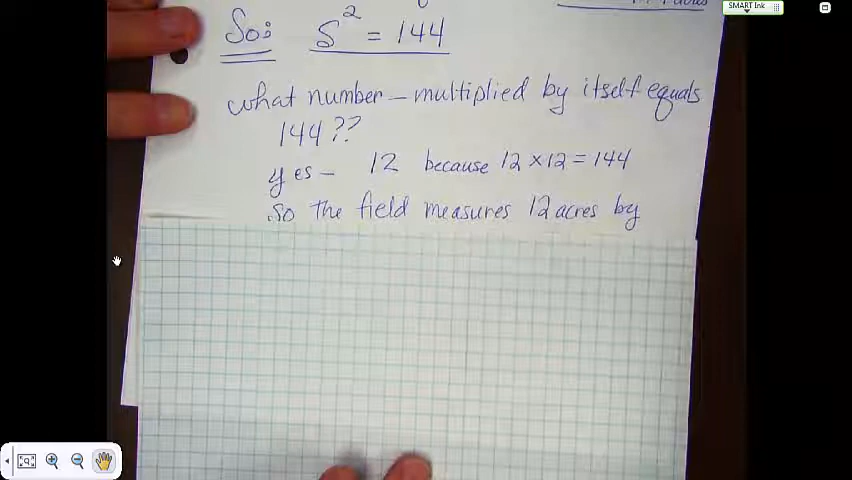 SMART Ink
So: s² = 144
what number – multiplied by itself equals
144??
yes – 12 because 12 × 12 = 144
so the field measures 12 acres by